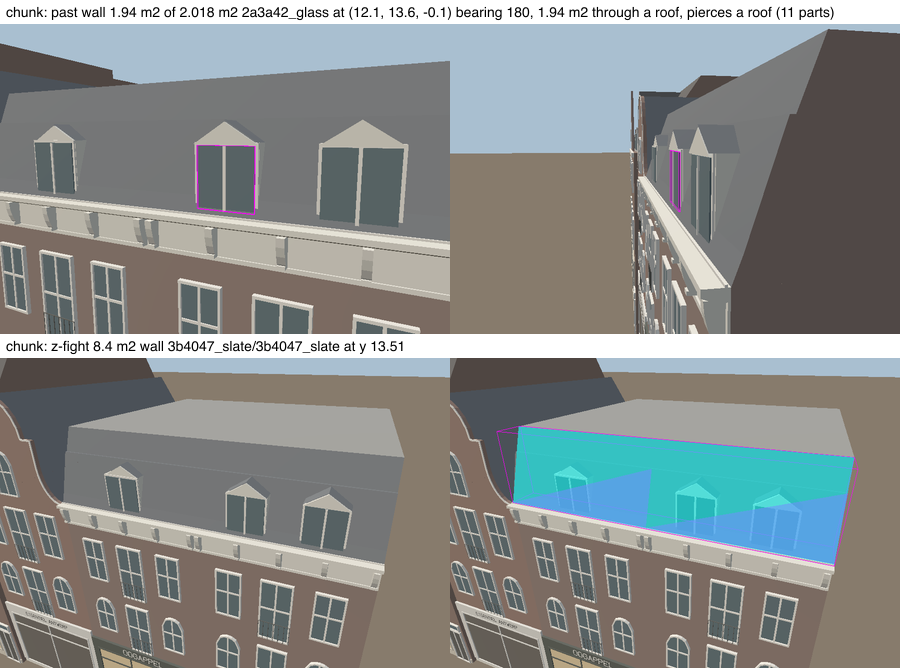 chunk: past wall 1.94 m2 of 2.018 m2 2a3a42_glass at (12.1, 13.6, -0.1) bearing 180, 1.94 m2 through a roof, pierces a roof (11 parts)
chunk: z-fight 8.4 m2 wall 3b4047_slate/3b4047_slate at y 13.51